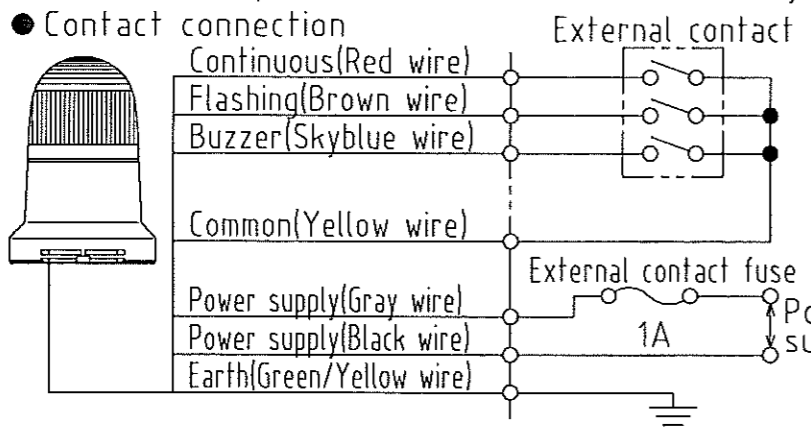 ● Contact connection
External contact
Continuous(Red wire)
Flashing(Brown wire)
Buzzer(Skyblue wire)
Common(Yellow wire)
External contact fuse
Power supply(Gray wire)
1A
Power supply(Black wire)
Earth(Green/Yellow wire)